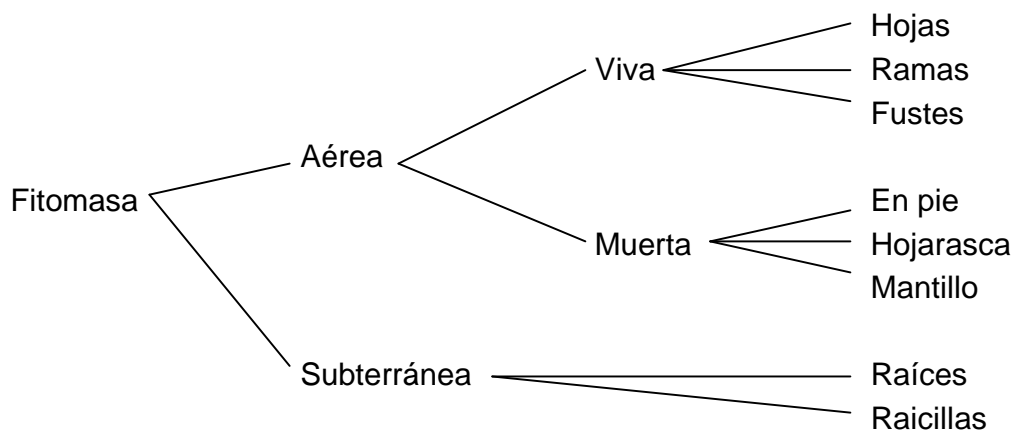 Hojas
Viva
Ramas
Fustes
Aérea
Fitomasa
En pie
Muerta
Hojarasca
Mantillo
Subterránea
Raíces
Raicillas